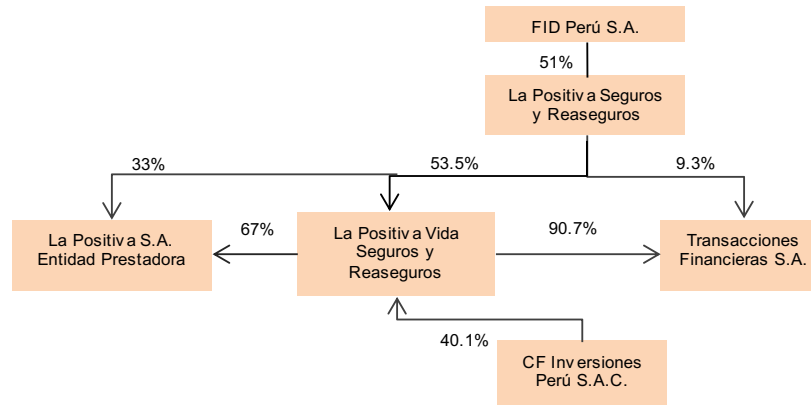 FID Perú S.A.
51%
La Positiva Seguros
y Reaseguros
33%
53.5%
9.3%
La Positiva S.A.
Entidad Prestadora
67%
La Positiva Vida
Seguros y
Reaseguros
90.7%
Transacciones
Financieras S.A.
40.1%
CF Inversiones
Perú S.A.C.